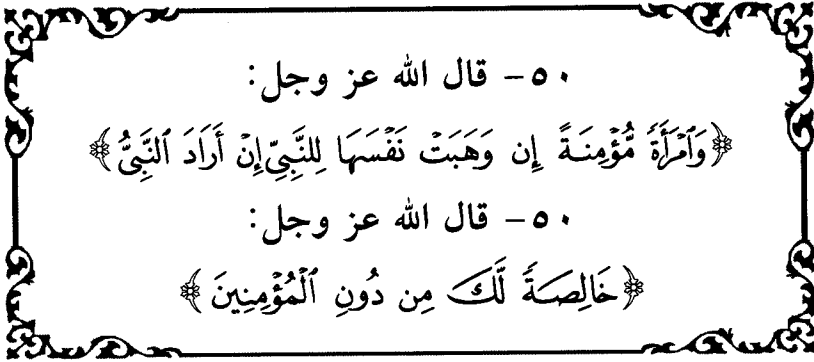 ٥٠- قال الله عز وجل:
﴿وَٱمْرَأَةً مُّؤْمِنَةً إِن وَهَبَتْ نَفْسَهَا لِلنَّبِيِّ إِنْ أَرَادَ ٱلنَّبِيُّ﴾
٥٠- قال الله عز وجل:
﴿خَالِصَةً لَّكَ مِن دُونِ ٱلْمُؤْمِنِينَ﴾